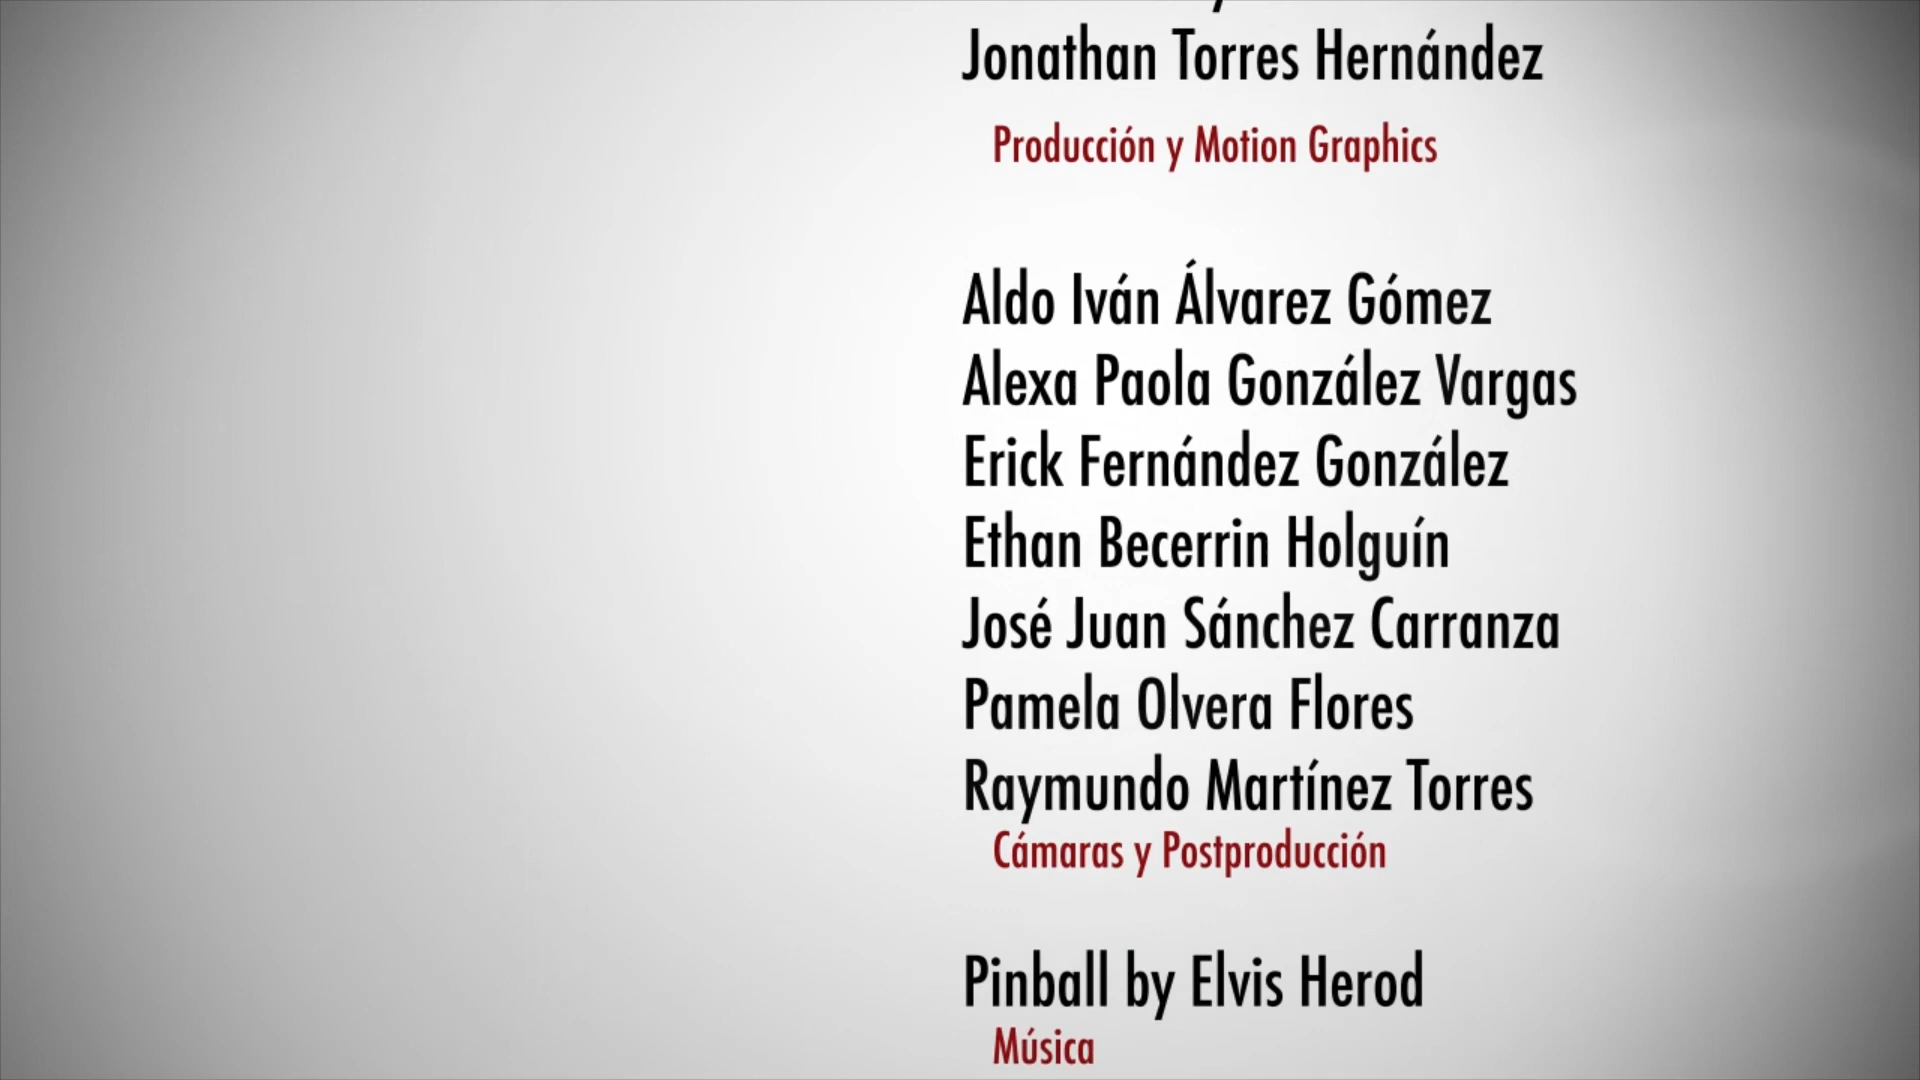 Jonathan Torres Hernández
Producción y Motion Graphics
Aldo Iván Álvarez Gómez
Alexa Paola González Vargas
Erick Fernández González
Ethan Becerrin Holguín
José Juan Sánchez Carranza
Pamela Olvera Flores
Raymundo Martínez Torres
Cámaras y Postproducción
Pinball by Elvis Herod
Música